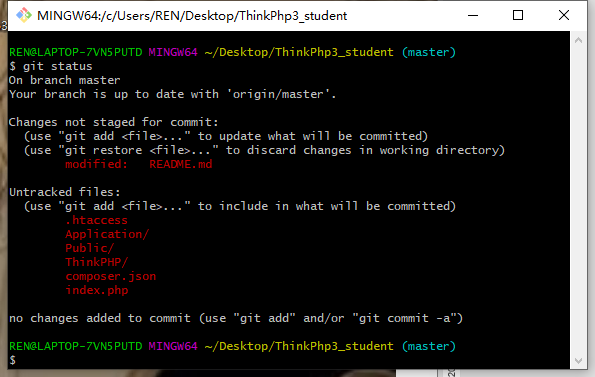 MINGW64:/c/Users/REN/Desktop/ThinkPhp3_student
REN@LAPTOP-7VN5PUTD MINGW64 ~/Desktop/ThinkPhp3_student (master)
$ git status
On branch master
Your branch is up to date with 'origin/master'.
Changes not staged for commit:
  (use "git add <file>..." to update what will be committed)
  (use "git restore <file>..." to discard changes in working directory)
        modified:   README.md
Untracked files:
  (use "git add <file>..." to include in what will be committed)
        .htaccess
        Application/
        Public/
        ThinkPHP/
        composer.json
        index.php
no changes added to commit (use "git add" and/or "git commit -a")
REN@LAPTOP-7VN5PUTD MINGW64 ~/Desktop/ThinkPhp3_student (master)
$